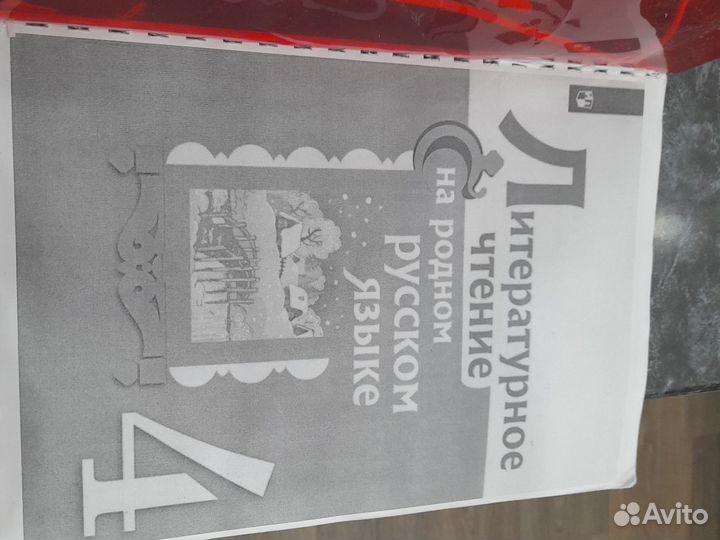 Литературное
чтение
на родном
русском
языке
4
Avito